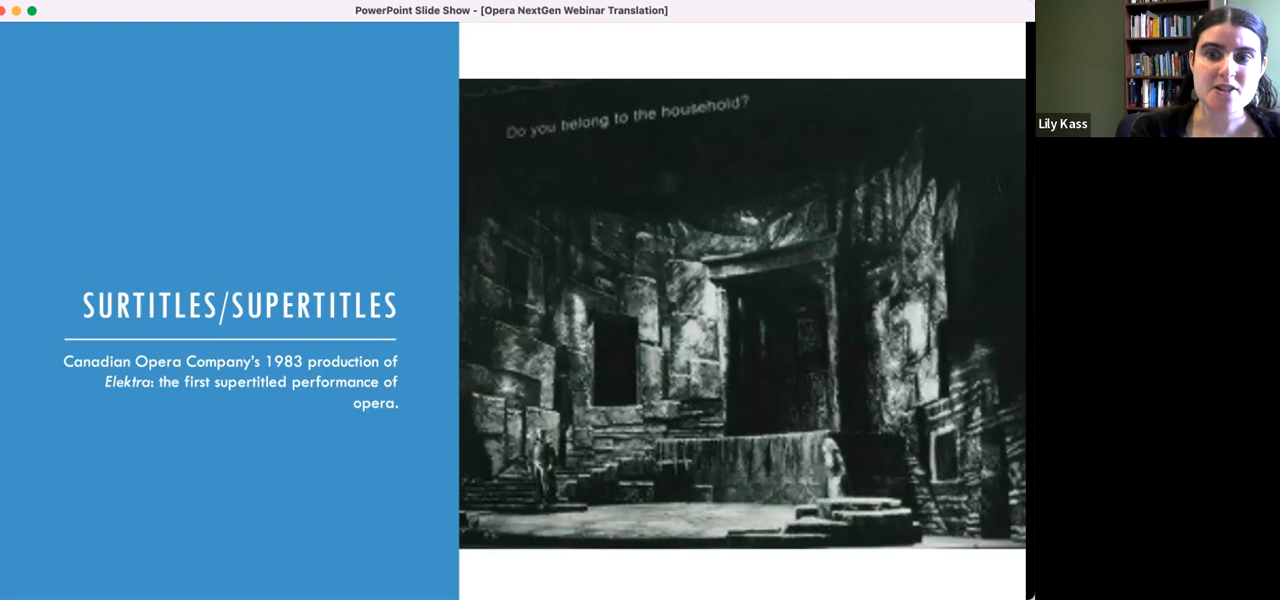 PowerPoint Slide Show - [Opera NextGen Webinar Translation]
Do you belong to the household?
SURTITLES/SUPERTITLES
Canadian Opera Company's 1983 production of
Elektra: the first supertitled performance of
opera.
Lily Kass